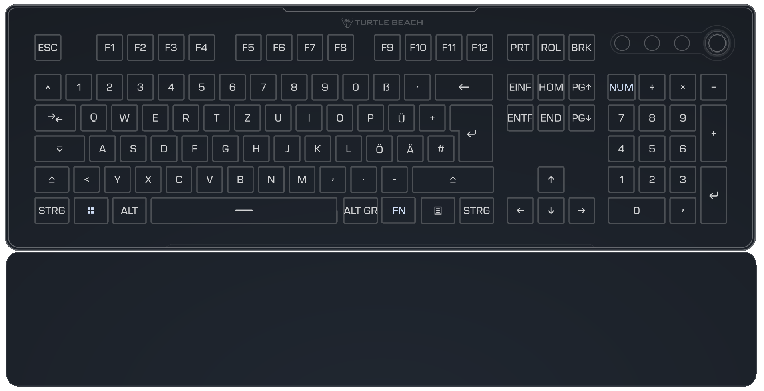 TURTLE BEACH
ESC F1 F2 F3 F4 F5 F6 F7 F8 F9 F10 F11 F12 PRT ROL BRK
^ 1 2 3 4 5 6 7 8 9 0 ß ´ ← EINF HOM PG↑ NUM ÷ × -
Q W E R T Z U I O P Ü + ENTF END PG↓ 7 8 9 +
A S D F G H J K L Ö Ä # ↵ 4 5 6
< Y X C V B N M , . - ↑ 1 2 3
STRG ALT ALT GR FN STRG ← ↓ → 0 , ↵